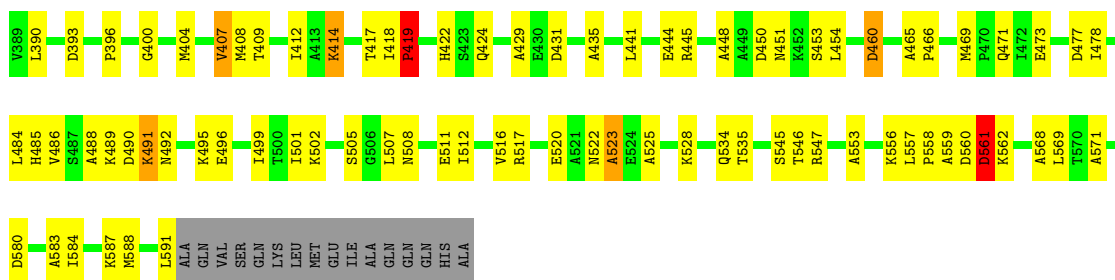 V389 L390 D393 P396 G400 M404 V407 M408 T409 I412 A413 K414 T417 I418 P419 H422 S423 Q424 A429 E430 D431 A435 L441 E444 R445 A448 A449 D450 N451 K452 S453 L454 D460 A465 P466 M469 P470 Q471 I472 E473 D477 I478
L484 H485 V486 S487 A488 K489 D490 K491 N492 K495 E496 I499 T500 I501 K502 S505 G506 L507 N508 E511 I512 V516 R517 E520 A521 N522 A523 E524 A525 K528 Q534 T535 S545 T546 R547 A553 K556 L557 P558 A559 D560 D561 K562 A568 L569 T570 A571
D580 A583 I584 K587 M588 L591 ALA GLN VAL SER GLN LYS LEU MET GLU ILE ALA GLN GLN GLN HIS ALA